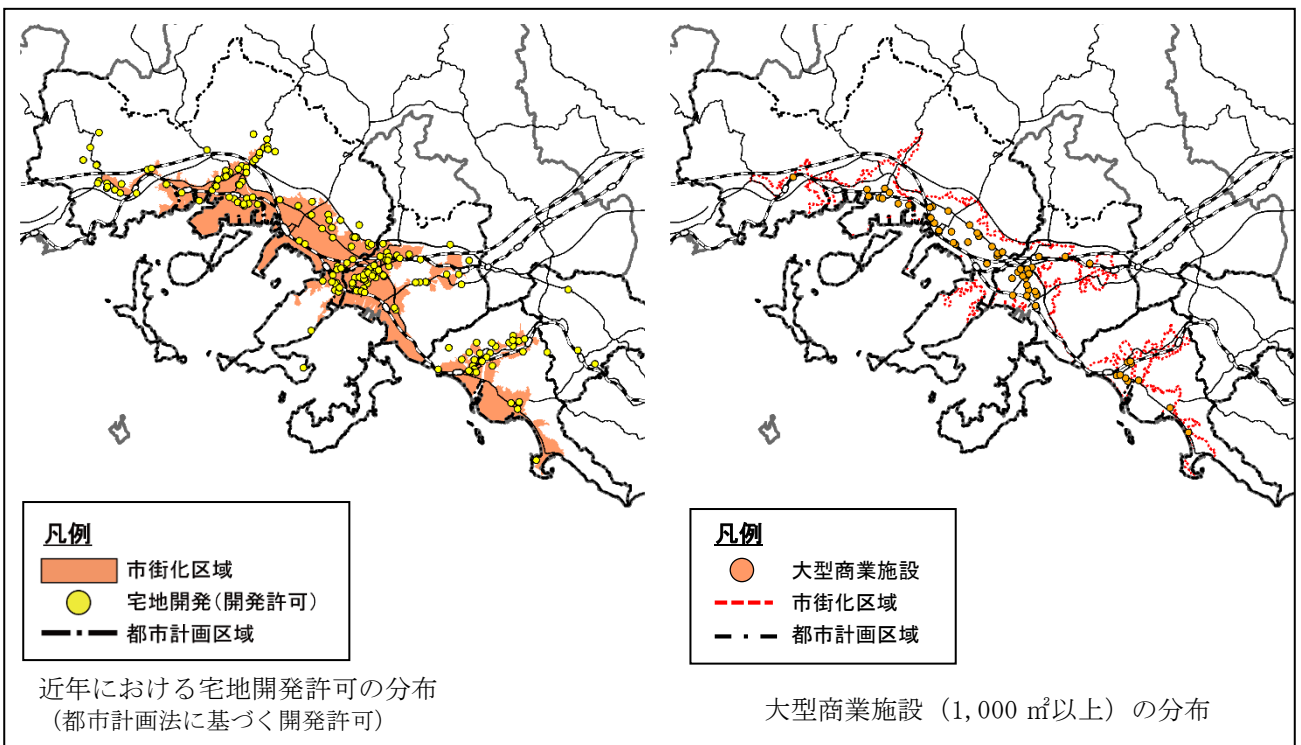 凡例
市街化区域
宅地開発(開発許可)
都市計画区域
近年における宅地開発許可の分布
（都市計画法に基づく開発許可）
凡例
大型商業施設
市街化区域
都市計画区域
大型商業施設（1,000 ㎡以上）の分布